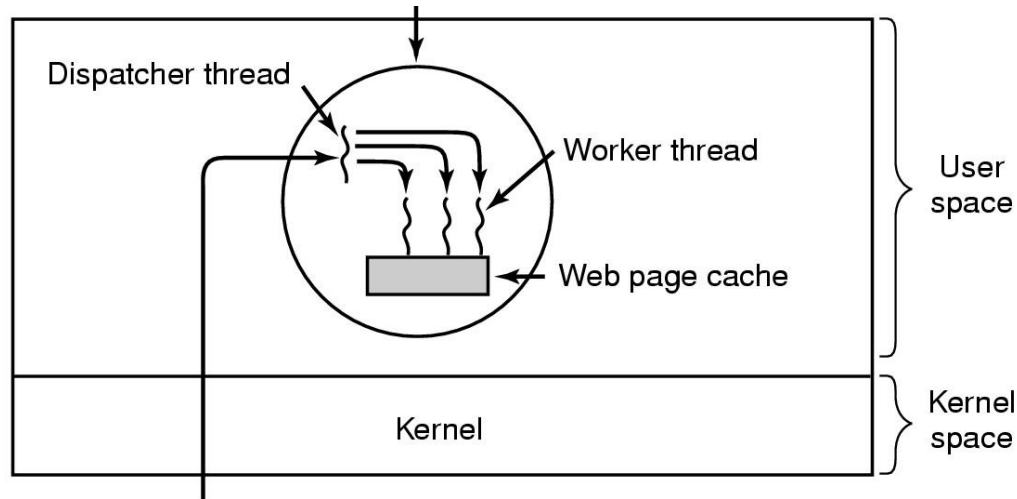 Dispatcher thread
Worker thread
Web page cache
User
space
Kernel
Kernel
space